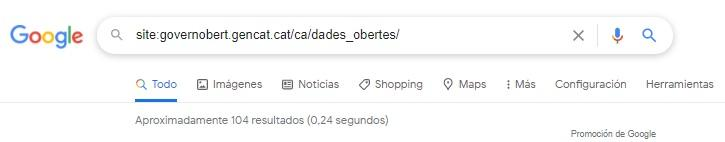 Google site:governobert.gencat.cat/ca/dades_obertes/
Todo Imágenes Noticias Shopping Maps Más Configuración Herramientas
Aproximadamente 104 resultados (0,24 segundos)
Promoción de Google